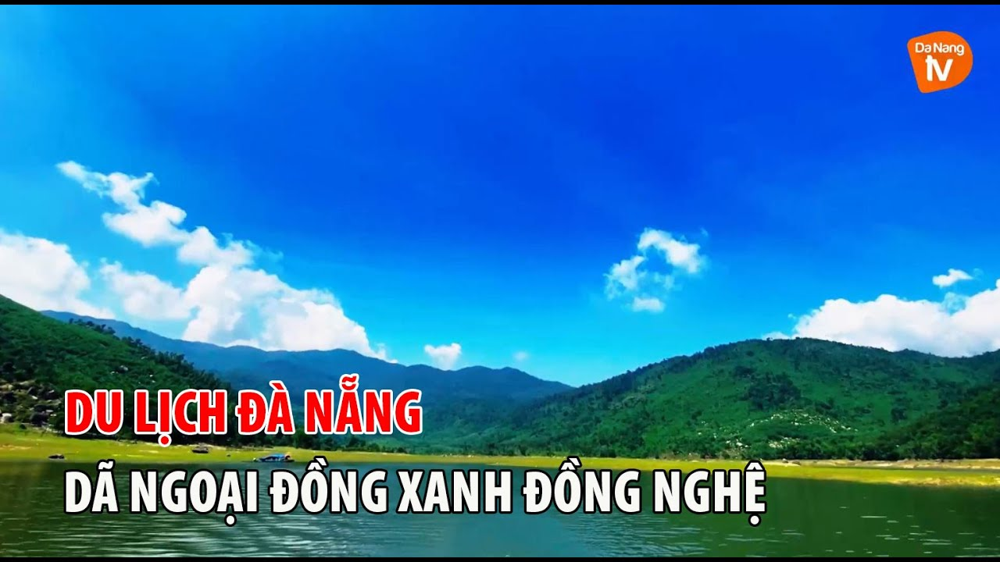 Da Nang
TV
DU LỊCH ĐÀ NẴNG
DÃ NGOẠI ĐỒNG XANH ĐỒNG NGHỆ